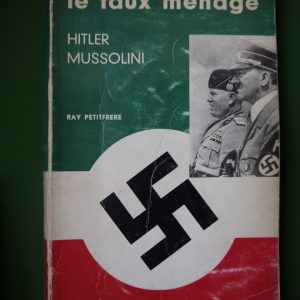 le faux ménage
HITLER
MUSSOLINI
RAY PETITFRERE